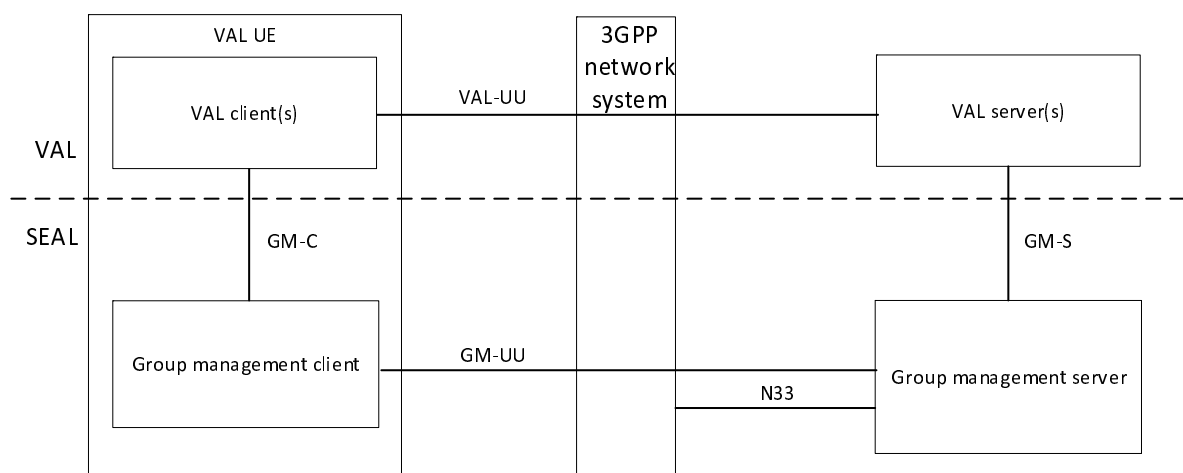 VAL UE
3GPP
network
system
VAL client(s)
VAL-UU
VAL server(s)
VAL
SEAL
GM-C
GM-S
Group management client
GM-UU
Group management server
N33